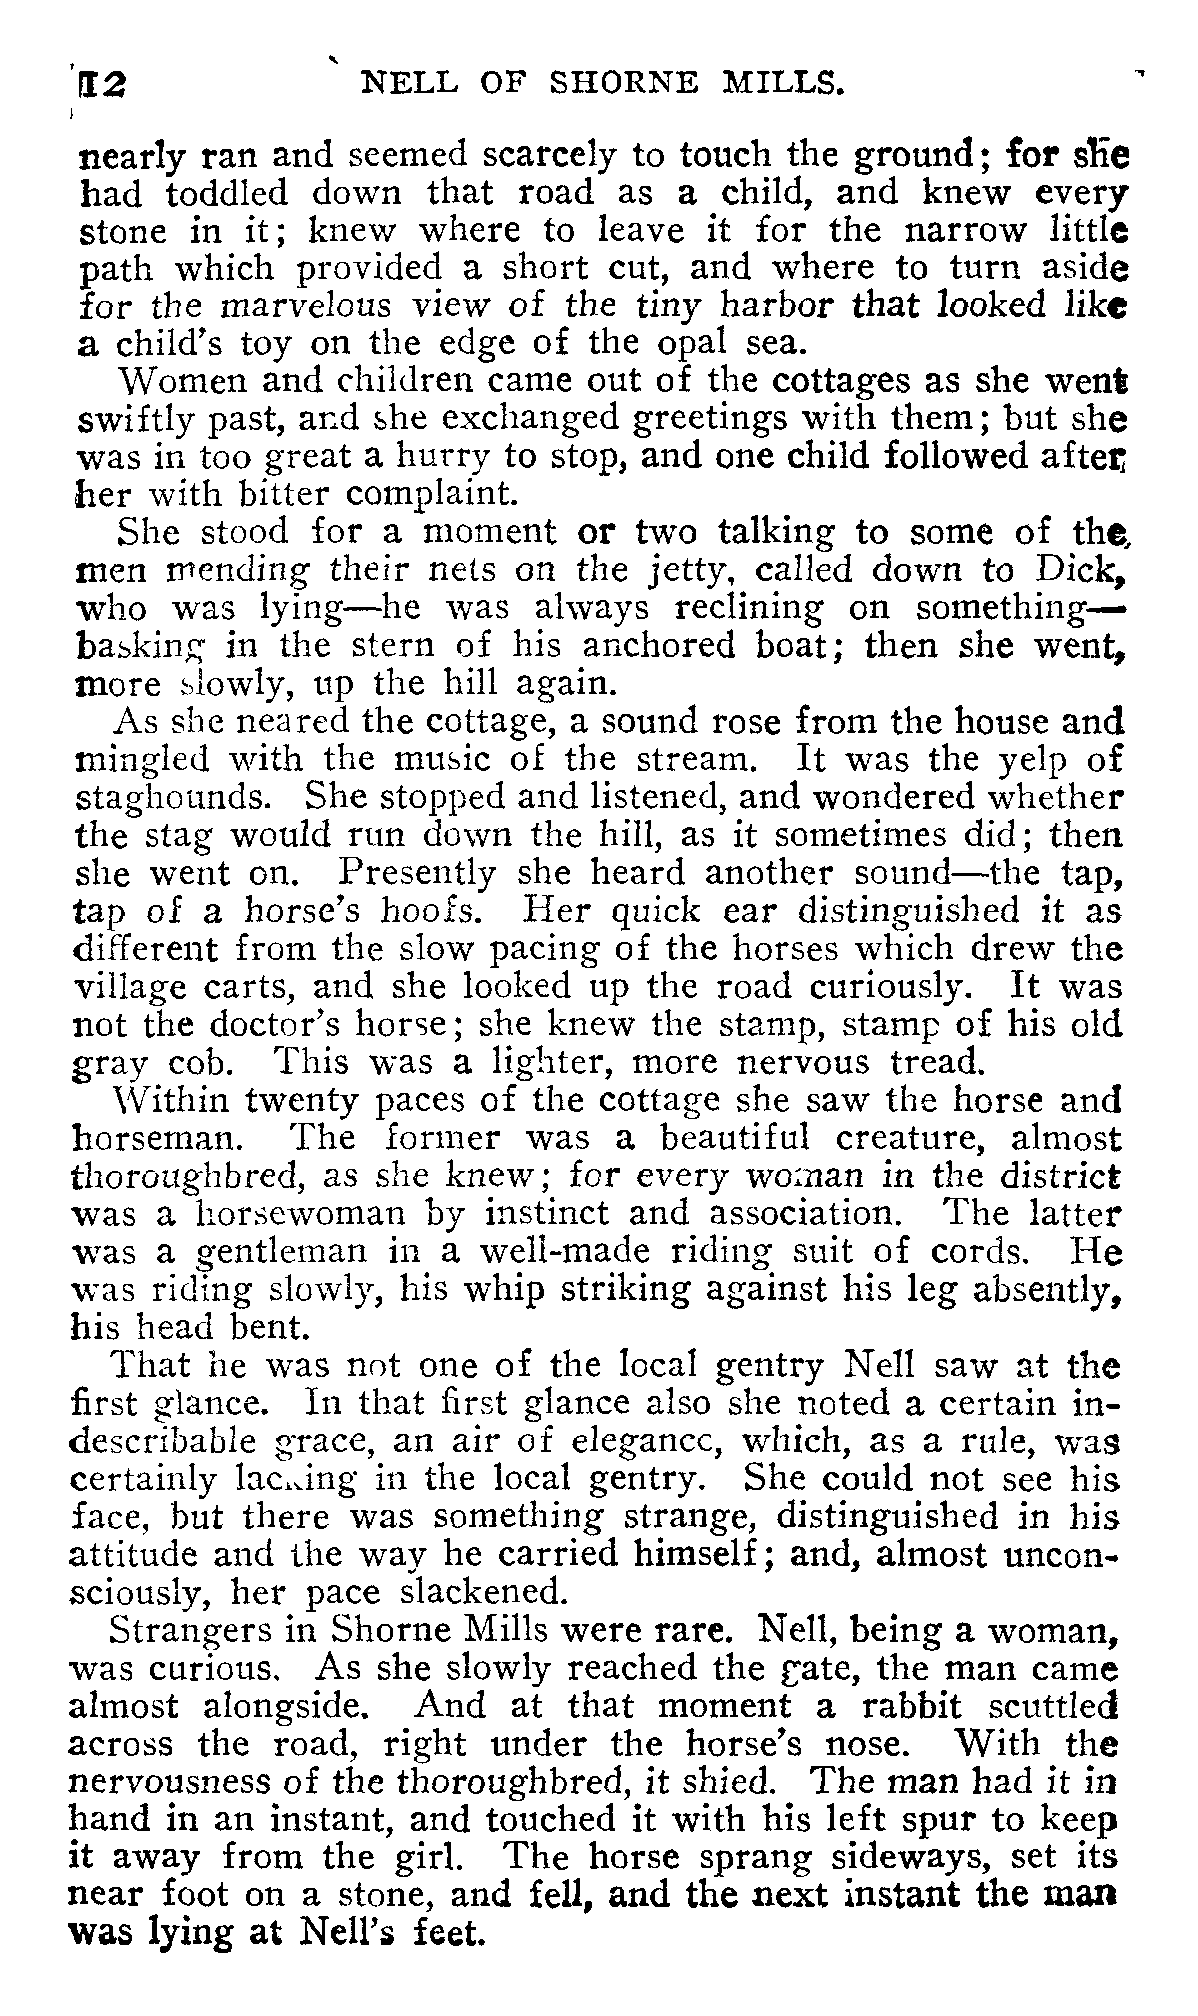 12 NELL OF SHORNE MILLS.
nearly ran and seemed scarcely to touch the ground; for she
had toddled down that road as a child, and knew every
stone in it; knew where to leave it for the narrow little
path which provided a short cut, and where to turn aside
for the marvelous view of the tiny harbor that looked like
a child's toy on the edge of the opal sea.
Women and children came out of the cottages as she went
swiftly past, and she exchanged greetings with them; but she
was in too great a hurry to stop, and one child followed after
her with bitter complaint.
She stood for a moment or two talking to some of the
men mending their nets on the jetty, called down to Dick,
who was lying—he was always reclining on something—
basking in the stern of his anchored boat; then she went,
more slowly, up the hill again.
As she neared the cottage, a sound rose from the house and
mingled with the music of the stream. It was the yelp of
staghounds. She stopped and listened, and wondered whether
the stag would run down the hill, as it sometimes did; then
she went on. Presently she heard another sound—the tap,
tap of a horse's hoofs. Her quick ear distinguished it as
different from the slow pacing of the horses which drew the
village carts, and she looked up the road curiously. It was
not the doctor's horse; she knew the stamp, stamp of his old
gray cob. This was a lighter, more nervous tread.
Within twenty paces of the cottage she saw the horse and
horseman. The former was a beautiful creature, almost
thoroughbred, as she knew; for every woman in the district
was a horsewoman by instinct and association. The latter
was a gentleman in a well-made riding suit of cords. He
was riding slowly, his whip striking against his leg absently,
his head bent.
That he was not one of the local gentry Nell saw at the
first glance. In that first glance also she noted a certain in-
describable grace, an air of elegance, which, as a rule, was
certainly lacking in the local gentry. She could not see his
face, but there was something strange, distinguished in his
attitude and the way he carried himself; and, almost uncon-
sciously, her pace slackened.
Strangers in Shorne Mills were rare. Nell, being a woman,
was curious. As she slowly reached the gate, the man came
almost alongside. And at that moment a rabbit scuttled
across the road, right under the horse's nose. With the
nervousness of the thoroughbred, it shied. The man had it in
hand in an instant, and touched it with his left spur to keep
it away from the girl. The horse sprang sideways, set its
near foot on a stone, and fell, and the next instant the man
was lying at Nell's feet.